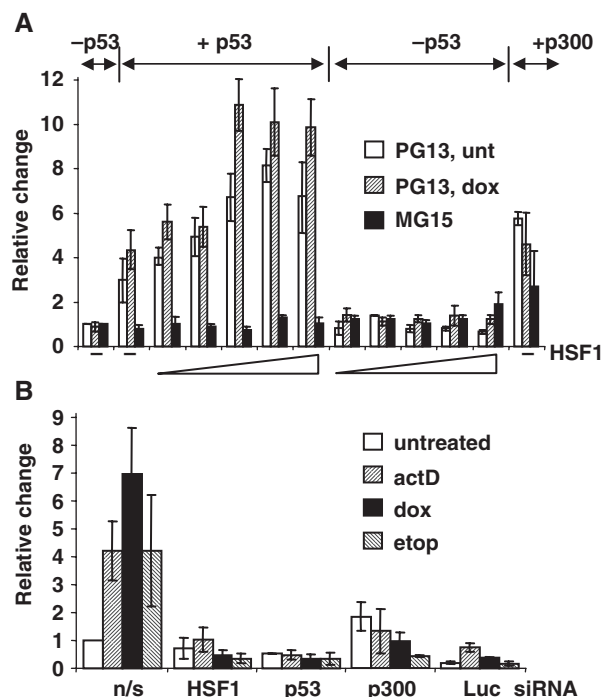 A
–p53
+ p53
–p53
+p300
Relative change
12
10
8
6
4
2
0
PG13, unt
PG13, dox
MG15
HSF1
B
Relative change
9
8
7
6
5
4
3
2
1
0
untreated
actD
dox
etop
n/s HSF1 p53 p300 Luc siRNA